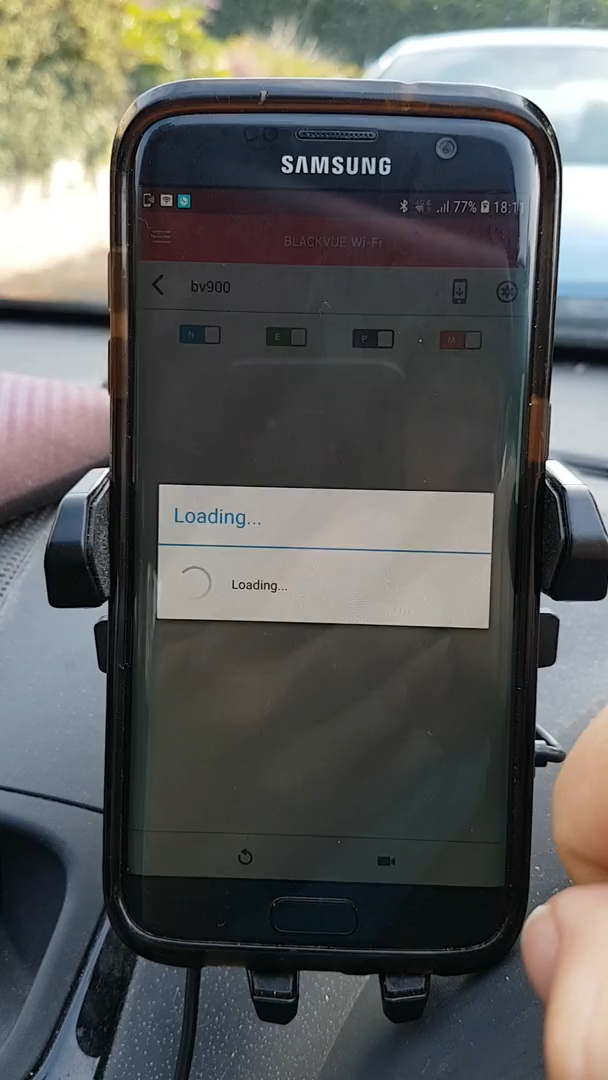 SAMSUNG
77% 18:11
BLACKVUE Wi-Fi
bv900
N E P M
Loading...
Loading...